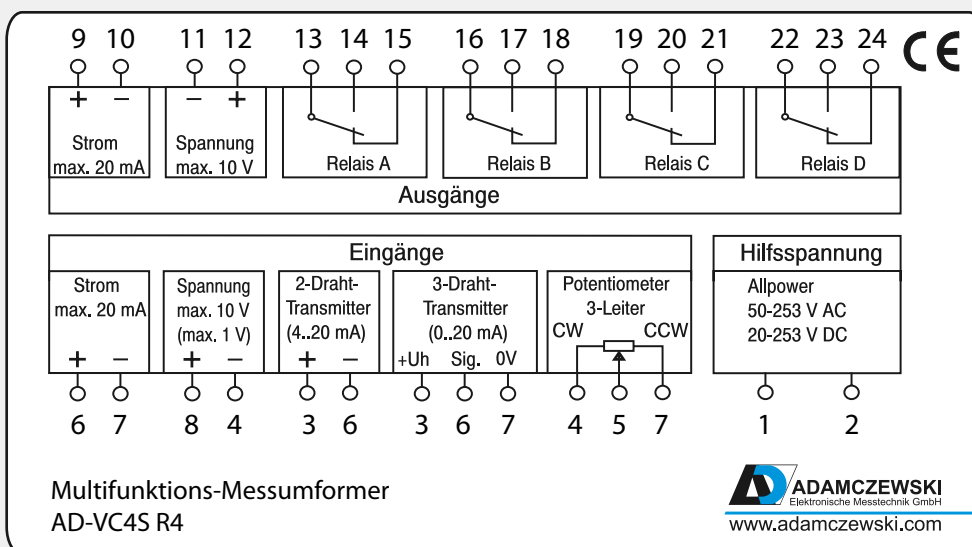 9 10 11 12 13 14 15 16 17 18 19 20 21 22 23 24 CE
+ − − +
Strom
max. 20 mA
Spannung
max. 10 V
Relais A
Relais B
Relais C
Relais D
Ausgänge
Eingänge
Strom
max. 20 mA
+ −
Spannung
max. 10 V
(max. 1 V)
+ −
2-Draht-
Transmitter
(4..20 mA)
+ −
3-Draht-
Transmitter
(0..20 mA)
+Uh Sig. 0V
Potentiometer
3-Leiter
CW CCW
Hilfsspannung
Allpower
50-253 V AC
20-253 V DC
6 7 8 4 3 6 3 6 7 4 5 7 1 2
Multifunktions-Messumformer
AD-VC4S R4
AD ADAMCZEWSKI
Elektronische Messtechnik GmbH
www.adamczewski.com